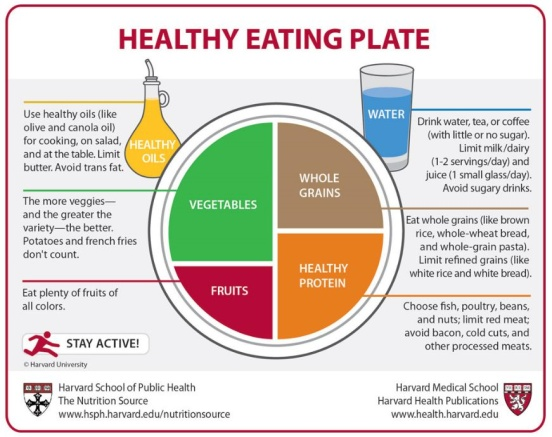 HEALTHY EATING PLATE
Use healthy oils (like
olive and canola oil)
for cooking, on salad,
and at the table. Limit
butter. Avoid trans fat.
HEALTHY
OILS
The more veggies—
and the greater the
variety—the better.
Potatoes and french fries
don't count.
Eat plenty of fruits of
all colors.
STAY ACTIVE!
© Harvard University
VEGETABLES
FRUITS
WHOLE
GRAINS
HEALTHY
PROTEIN
WATER
Drink water, tea, or coffee
(with little or no sugar).
Limit milk/dairy
(1-2 servings/day) and
juice (1 small glass/day).
Avoid sugary drinks.
Eat whole grains (like brown
rice, whole-wheat bread,
and whole-grain pasta).
Limit refined grains (like
white rice and white bread).
Choose fish, poultry, beans,
and nuts; limit red meat;
avoid bacon, cold cuts, and
other processed meats.
Harvard School of Public Health
The Nutrition Source
www.hsph.harvard.edu/nutritionsource
Harvard Medical School
Harvard Health Publications
www.health.harvard.edu